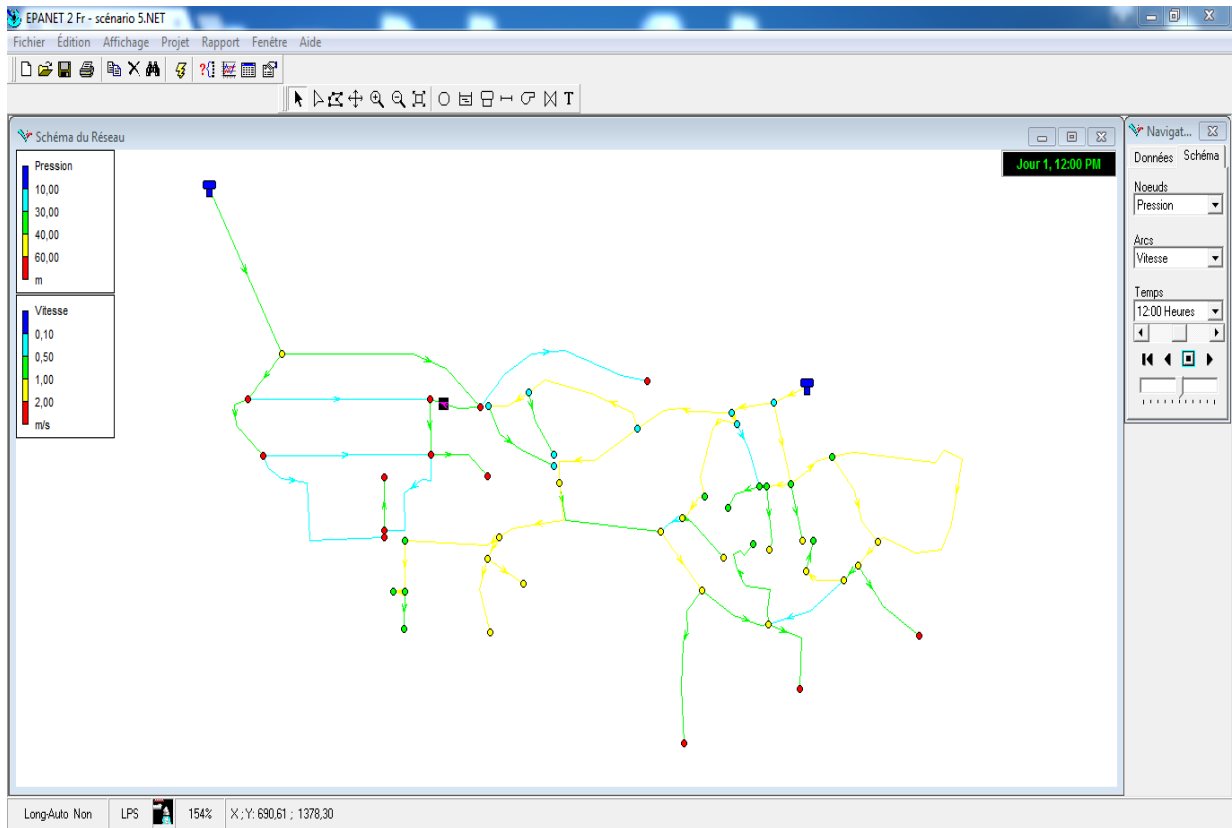 EPANET 2 Fr - scénario 5.NET
Fichier Édition Affichage Projet Rapport Fenêtre Aide
T
Schéma du Réseau
Pression
10,00
30,00
40,00
60,00
m
Vitesse
0,10
0,50
1,00
2,00
m/s
Jour 1, 12:00 PM
Navigat...
Données Schéma
Noeuds
Pression
Arcs
Vitesse
Temps
12:00 Heures
Long-Auto Non LPS 154% X ; Y: 690,61 ; 1378,30